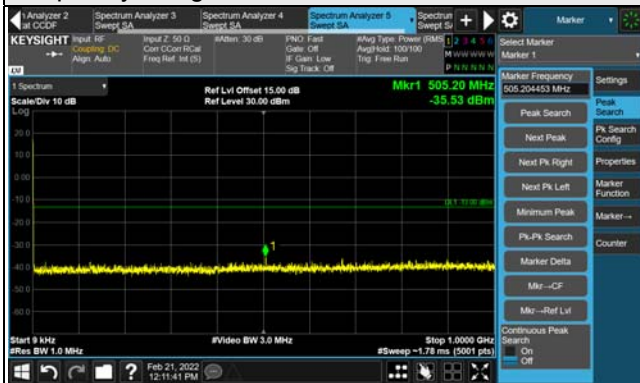 Analyzer 2
CCDF
Spectrum Analyzer 3
Swept SA
Spectrum Analyzer 4
Swept SA
Spectrum Analyzer 5
Swept SA
Marker
KEYSIGHT
Input: RF
Coupling: DC
Align: Auto
Input Z: 50 Ω
Corr CCorr RCal
Freq Ref: Int (S)
#Atten: 30 dB
PNO: Fast
Gate: Off
IF Gain: Low
Sig Track: Off
#Avg Type: Power (RMS
Avg|Hold: 100/100
Trig: Free Run
1 2 3 4 5 6
M W W W W W
P N N N N N
Select Marker
Marker 1
1 Spectrum
Scale/Div 10 dB
Ref Lvl Offset 15.00 dB
Ref Level 30.00 dBm
Mkr1 505.20 MHz
-35.53 dBm
Log
20.0
10.0
0.00
-10.0
-20.0
-30.0
-40.0
-50.0
-60.0
1
Start 9 kHz
#Res BW 1.0 MHz
#Video BW 3.0 MHz
Stop 1.0000 GHz
#Sweep ~1.78 ms (5001 pts)
Marker Frequency
505.204453 MHz
Peak Search
Next Peak
Next Pk Right
Next Pk Left
Minimum Peak
Pk-Pk Search
Marker Delta
Mkr→CF
Mkr→Ref Lvl
Continuous Peak
Search
On
Off
Settings
Peak
Search
Pk Search
Config
Properties
Marker
Function
Marker→
Counter
?
Feb 21, 2022
12:11:41 PM